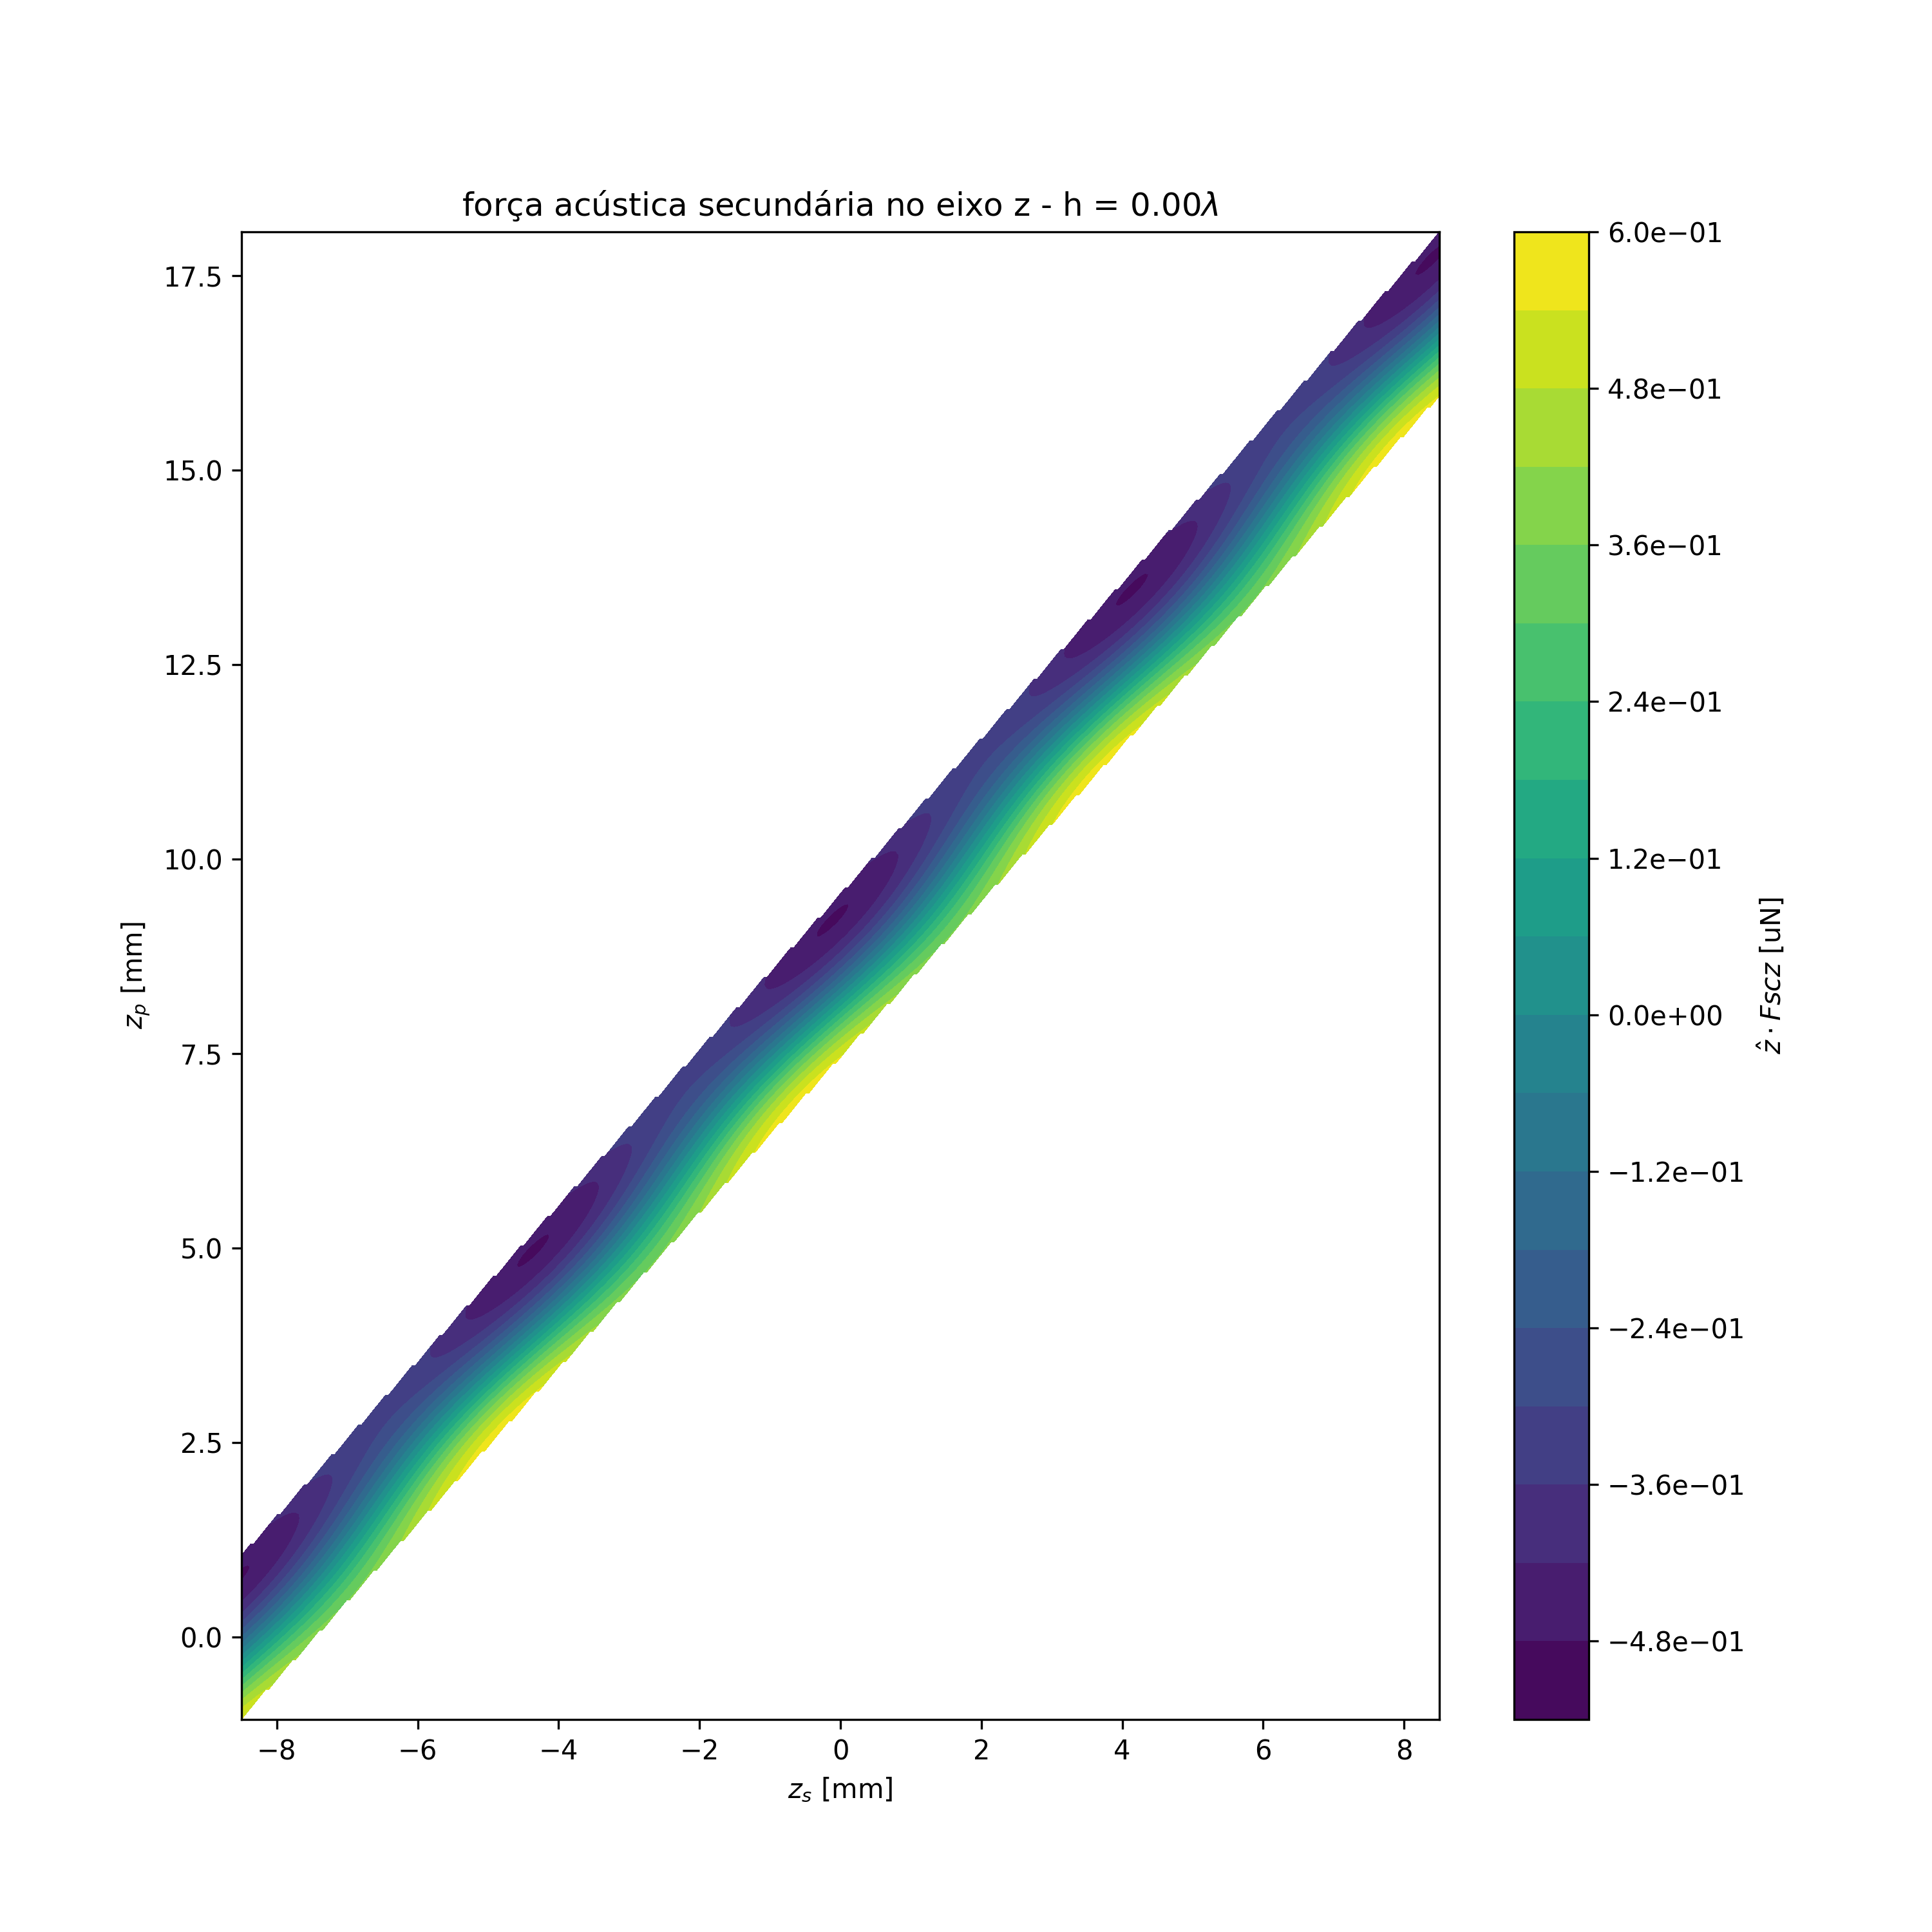 força acústica secundária no eixo z - h = 0.00λ
17.5
15.0
12.5
10.0
7.5
5.0
2.5
0.0
z_p [mm]
−8 −6 −4 −2 0 2 4 6 8
z_s [mm]
6.0e−01
4.8e−01
3.6e−01
2.4e−01
1.2e−01
0.0e+00
−1.2e−01
−2.4e−01
−3.6e−01
−4.8e−01
ẑ · Fscz [uN]